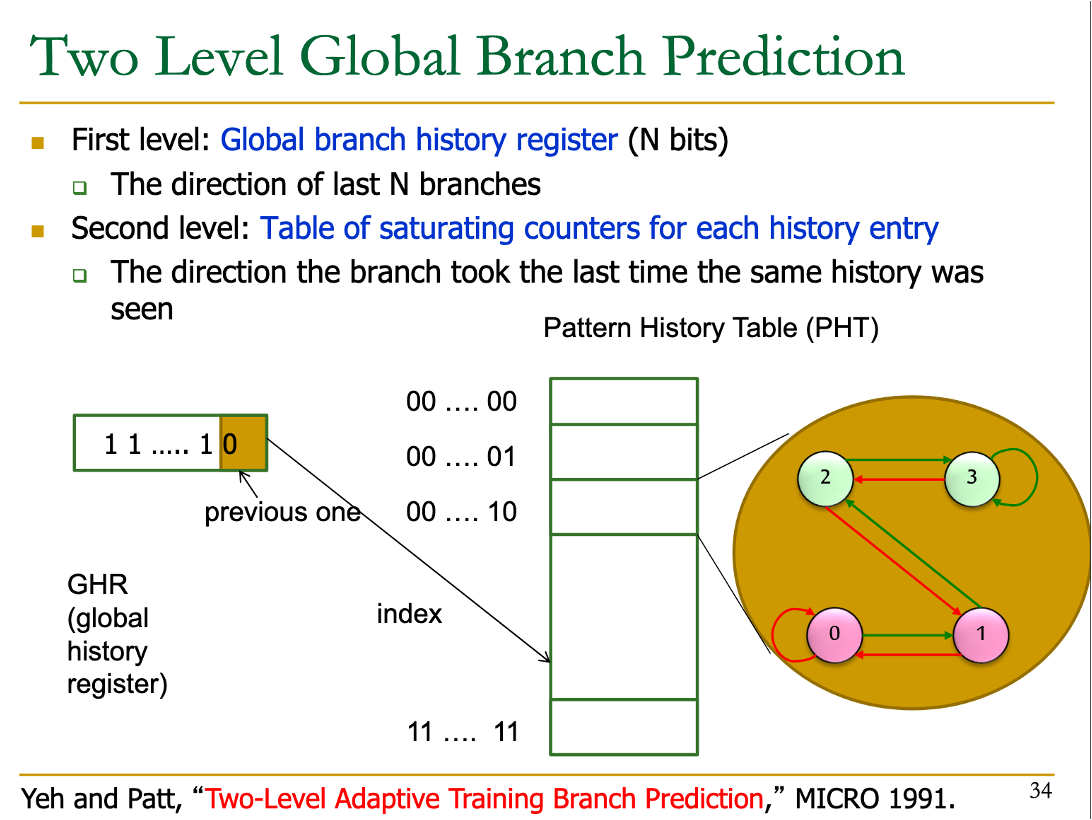 Two Level Global Branch Prediction
First level: Global branch history register (N bits)
The direction of last N branches
Second level: Table of saturating counters for each history entry
The direction the branch took the last time the same history was
seen
Pattern History Table (PHT)
1 1 ..... 1 0
previous one
GHR
(global
history
register)
index
00 .... 00
00 .... 01
00 .... 10
11 .... 11
2
3
0
1
Yeh and Patt, “Two-Level Adaptive Training Branch Prediction,” MICRO 1991.
34